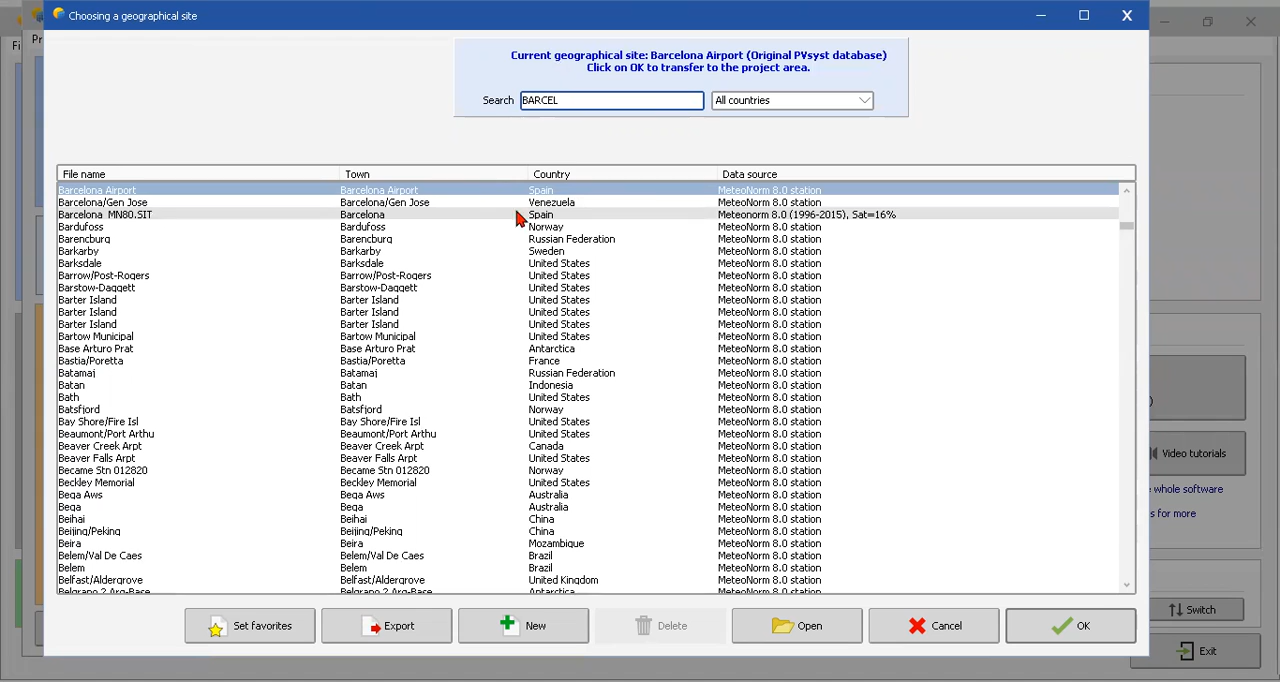 Choosing a geographical site
Fi
Pr
Current geographical site: Barcelona Airport (Original PVsyst database)
Click on OK to transfer to the project area.
Search BARCEL All countries
File name Town Country Data source
Barcelona Airport Barcelona Airport Spain MeteoNorm 8.0 station
Barcelona/Gen Jose Barcelona/Gen Jose Venezuela MeteoNorm 8.0 station
Barcelona_MN80.SIT Barcelona Spain Meteonorm 8.0 (1996-2015), Sat=16%
Bardufoss Bardufoss Norway MeteoNorm 8.0 station
Barencburg Barencburg Russian Federation MeteoNorm 8.0 station
Barkarby Barkarby Sweden MeteoNorm 8.0 station
Barksdale Barksdale United States MeteoNorm 8.0 station
Barrow/Post-Rogers Barrow/Post-Rogers United States MeteoNorm 8.0 station
Barstow-Daggett Barstow-Daggett United States MeteoNorm 8.0 station
Barter Island Barter Island United States MeteoNorm 8.0 station
Barter Island Barter Island United States MeteoNorm 8.0 station
Barter Island Barter Island United States MeteoNorm 8.0 station
Bartow Municipal Bartow Municipal United States MeteoNorm 8.0 station
Base Arturo Prat Base Arturo Prat Antarctica MeteoNorm 8.0 station
Bastia/Poretta Bastia/Poretta France MeteoNorm 8.0 station
Batamaj Batamaj Russian Federation MeteoNorm 8.0 station
Batan Batan Indonesia MeteoNorm 8.0 station
Bath Bath United States MeteoNorm 8.0 station
Batsfjord Batsfjord Norway MeteoNorm 8.0 station
Bay Shore/Fire Isl Bay Shore/Fire Isl United States MeteoNorm 8.0 station
Beaumont/Port Arthu Beaumont/Port Arthu United States MeteoNorm 8.0 station
Beaver Creek Arpt Beaver Creek Arpt Canada MeteoNorm 8.0 station
Beaver Falls Arpt Beaver Falls Arpt United States MeteoNorm 8.0 station
Became Stn 012820 Became Stn 012820 Norway MeteoNorm 8.0 station
Beckley Memorial Beckley Memorial United States MeteoNorm 8.0 station
Bega Aws Bega Aws Australia MeteoNorm 8.0 station
Bega Bega Australia MeteoNorm 8.0 station
Beihai Beihai China MeteoNorm 8.0 station
Beijing/Peking Beijing/Peking China MeteoNorm 8.0 station
Beira Beira Mozambique MeteoNorm 8.0 station
Belem/Val De Caes Belem/Val De Caes Brazil MeteoNorm 8.0 station
Belem Belem Brazil MeteoNorm 8.0 station
Belfast/Aldergrove Belfast/Aldergrove United Kingdom MeteoNorm 8.0 station
Belgrano 2 Arg-Base Belgrano 2 Arg-Base Antarctica MeteoNorm 8.0 station
Set favorites Export New Delete Open Cancel OK
)
Video tutorials
e whole software
s for more
Switch
Exit